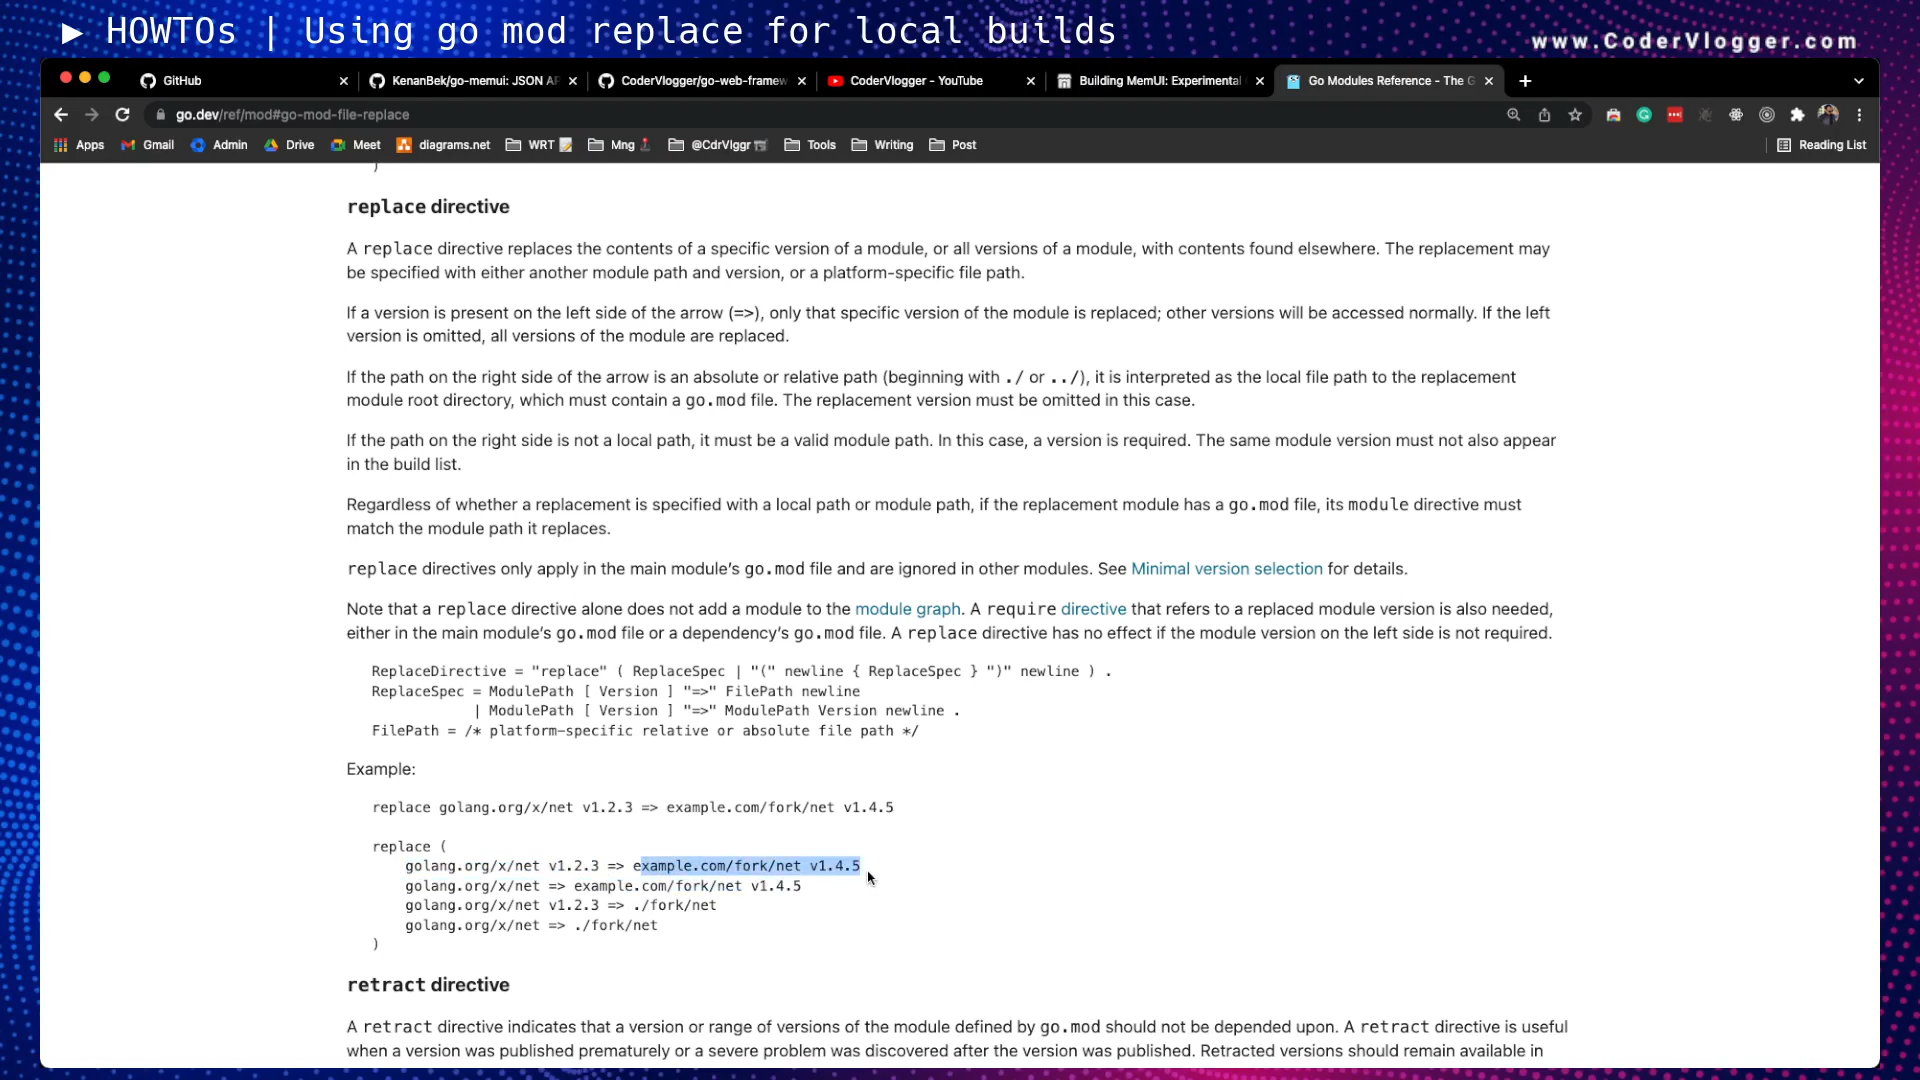 ▶ HOWTOs | Using go mod replace for local builds
www.CoderVlogger.com
GitHub
KenanBek/go-memui: JSON AP
CoderVlogger/go-web-framew
CoderVlogger - YouTube
Building MemUI: Experimental
Go Modules Reference - The G
go.dev/ref/mod#go-mod-file-replace
Apps
Gmail
Admin
Drive
Meet
diagrams.net
WRT
Mng
@CdrVlggr
Tools
Writing
Post
Reading List
)
replace directive
A replace directive replaces the contents of a specific version of a module, or all versions of a module, with contents found elsewhere. The replacement may
be specified with either another module path and version, or a platform-specific file path.
If a version is present on the left side of the arrow (=>), only that specific version of the module is replaced; other versions will be accessed normally. If the left
version is omitted, all versions of the module are replaced.
If the path on the right side of the arrow is an absolute or relative path (beginning with ./ or ../), it is interpreted as the local file path to the replacement
module root directory, which must contain a go.mod file. The replacement version must be omitted in this case.
If the path on the right side is not a local path, it must be a valid module path. In this case, a version is required. The same module version must not also appear
in the build list.
Regardless of whether a replacement is specified with a local path or module path, if the replacement module has a go.mod file, its module directive must
match the module path it replaces.
replace directives only apply in the main module’s go.mod file and are ignored in other modules. See Minimal version selection for details.
Note that a replace directive alone does not add a module to the module graph. A require directive that refers to a replaced module version is also needed,
either in the main module’s go.mod file or a dependency’s go.mod file. A replace directive has no effect if the module version on the left side is not required.
ReplaceDirective = "replace" ( ReplaceSpec | "(" newline { ReplaceSpec } ")" newline ) .
ReplaceSpec = ModulePath [ Version ] "=>" FilePath newline
| ModulePath [ Version ] "=>" ModulePath Version newline .
FilePath = /* platform-specific relative or absolute file path */
Example:
replace golang.org/x/net v1.2.3 => example.com/fork/net v1.4.5
replace (
golang.org/x/net v1.2.3 => example.com/fork/net v1.4.5
golang.org/x/net => example.com/fork/net v1.4.5
golang.org/x/net v1.2.3 => ./fork/net
golang.org/x/net => ./fork/net
)
retract directive
A retract directive indicates that a version or range of versions of the module defined by go.mod should not be depended upon. A retract directive is useful
when a version was published prematurely or a severe problem was discovered after the version was published. Retracted versions should remain available in